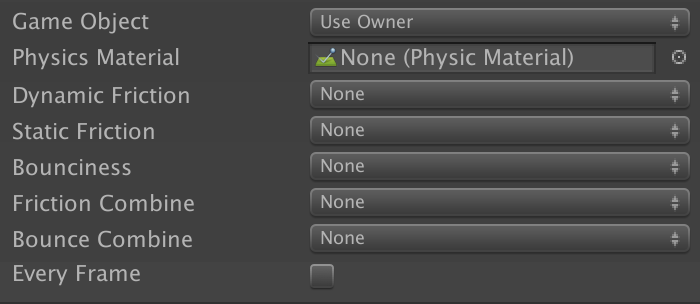 Game Object Use Owner
Physics Material None (Physic Material)
Dynamic Friction None
Static Friction None
Bounciness None
Friction Combine None
Bounce Combine None
Every Frame